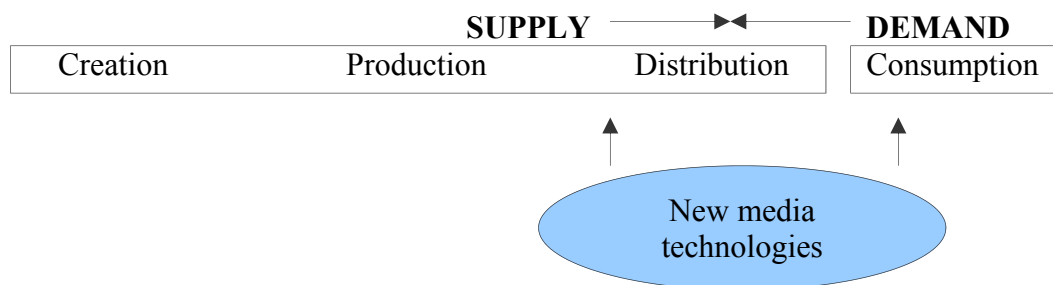 SUPPLY DEMAND
Creation Production Distribution Consumption
New media
technologies